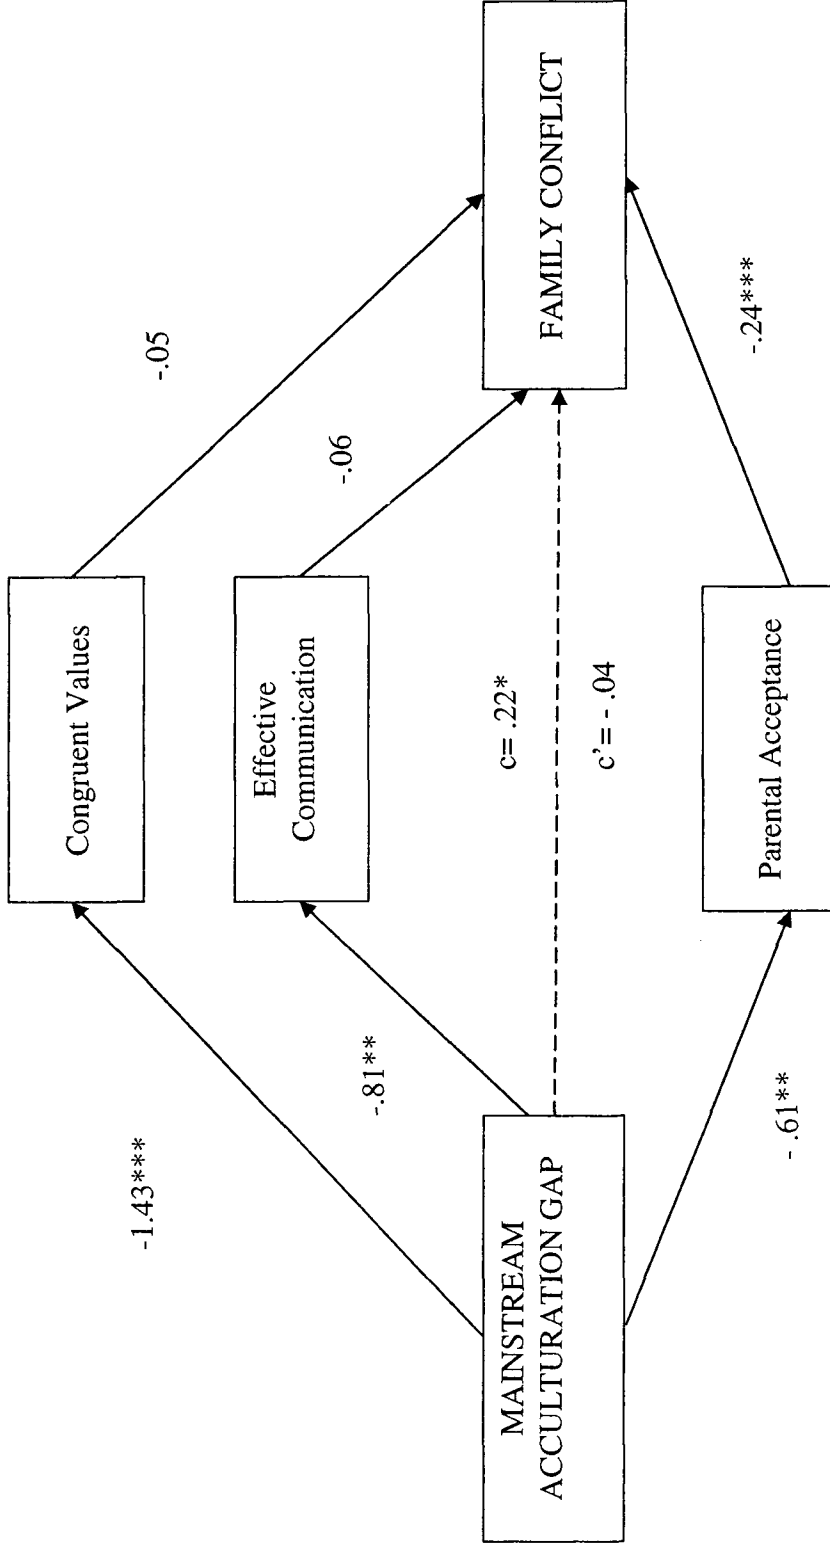 Congruent Values
-1.43***
-.05
Effective
Communication
-.81**
-.06
MAINSTREAM
ACCULTURATION GAP
c= .22*
c'= - .04
FAMILY CONFLICT
Parental Acceptance
- .61**
-.24***